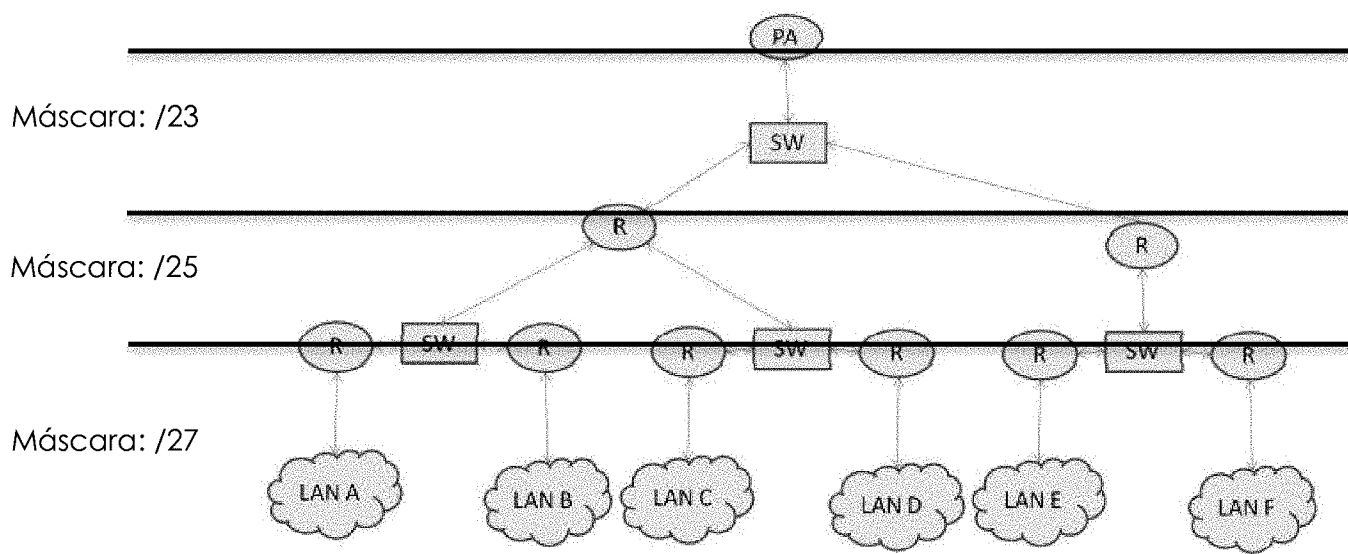 PA
Máscara: /23
SW
R
R
Máscara: /25
R SW R R SW R R SW R
Máscara: /27
LAN A LAN B LAN C LAN D LAN E LAN F